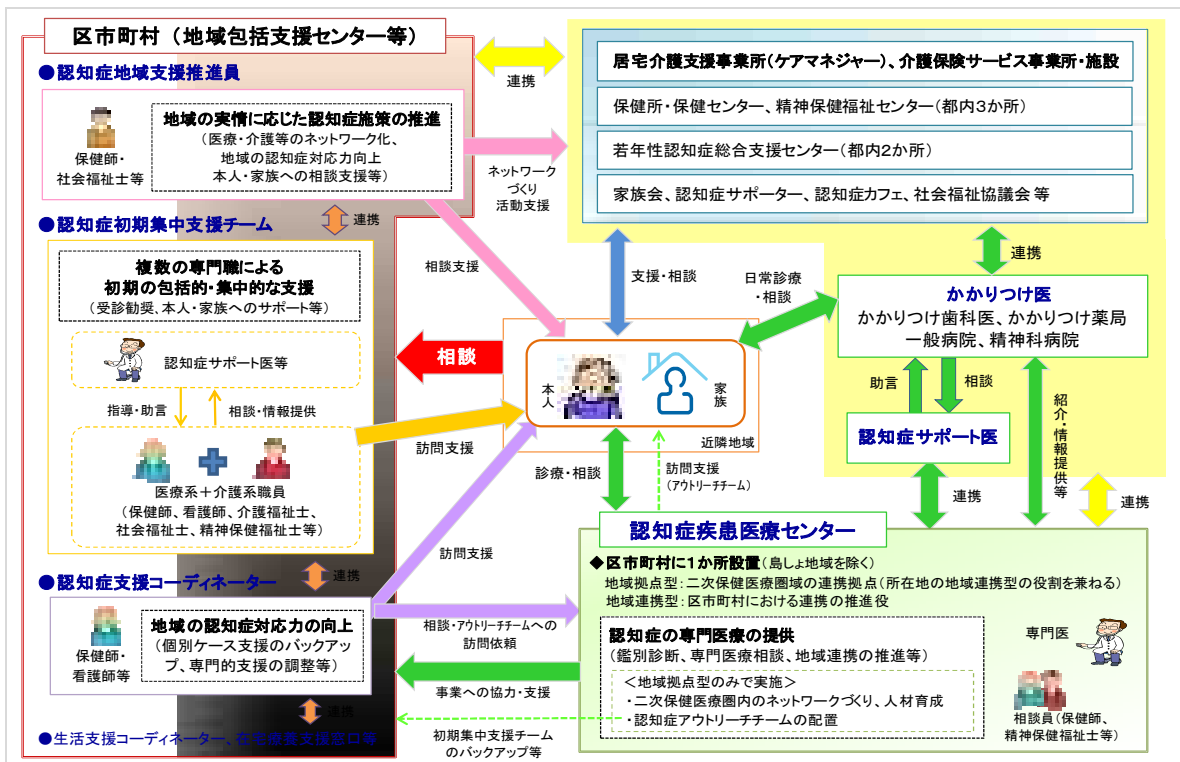 区市町村（地域包括支援センター等）
●認知症地域支援推進員
保健師・
社会福祉士等
地域の実情に応じた認知症施策の推進
（医療・介護等のネットワーク化、
地域の認知症対応力向上
本人・家族への相談支援等）
連携
●認知症初期集中支援チーム
複数の専門職による
初期の包括的・集中的な支援
（受診勧奨、本人・家族へのサポート等）
認知症サポート医等
指導・助言
相談・情報提供
医療系＋介護系職員
（保健師、看護師、介護福祉士、
社会福祉士、精神保健福祉士等）
連携
●認知症支援コーディネーター
保健師・
看護師等
地域の認知症対応力の向上
（個別ケース支援のバックアッ
プ、専門的支援の調整等）
連携
●生活支援コーディネーター、在宅療養支援窓口等
連携
ネットワーク
づくり
活動支援
相談支援
相談
訪問支援
訪問支援
支援・相談
日常診療
・相談
本人
家族
近隣地域
診療・相談
訪問支援
（アウトリーチチーム）
相談・アウトリーチチームへの
訪問依頼
事業への協力・支援
初期集中支援チーム
のバックアップ等
居宅介護支援事業所（ケアマネジャー）、介護保険サービス事業所・施設
保健所・保健センター、精神保健福祉センター（都内３か所）
若年性認知症総合支援センター（都内２か所）
家族会、認知症サポーター、認知症カフェ、社会福祉協議会 等
連携
かかりつけ医
かかりつけ歯科医、かかりつけ薬局
一般病院、精神科病院
助言
相談
認知症サポート医
紹介・情報提供等
連携
連携
認知症疾患医療センター
◆区市町村に１か所設置（島しょ地域を除く）
地域拠点型：二次保健医療圏域の連携拠点（所在地の地域連携型の役割を兼ねる）
地域連携型：区市町村における連携の推進役
認知症の専門医療の提供
（鑑別診断、専門医療相談、地域連携の推進等）
＜地域拠点型のみで実施＞
・二次保健医療圏内のネットワークづくり、人材育成
・認知症アウトリーチチームの配置
専門医
相談員（保健師、
精神保健福祉士等）